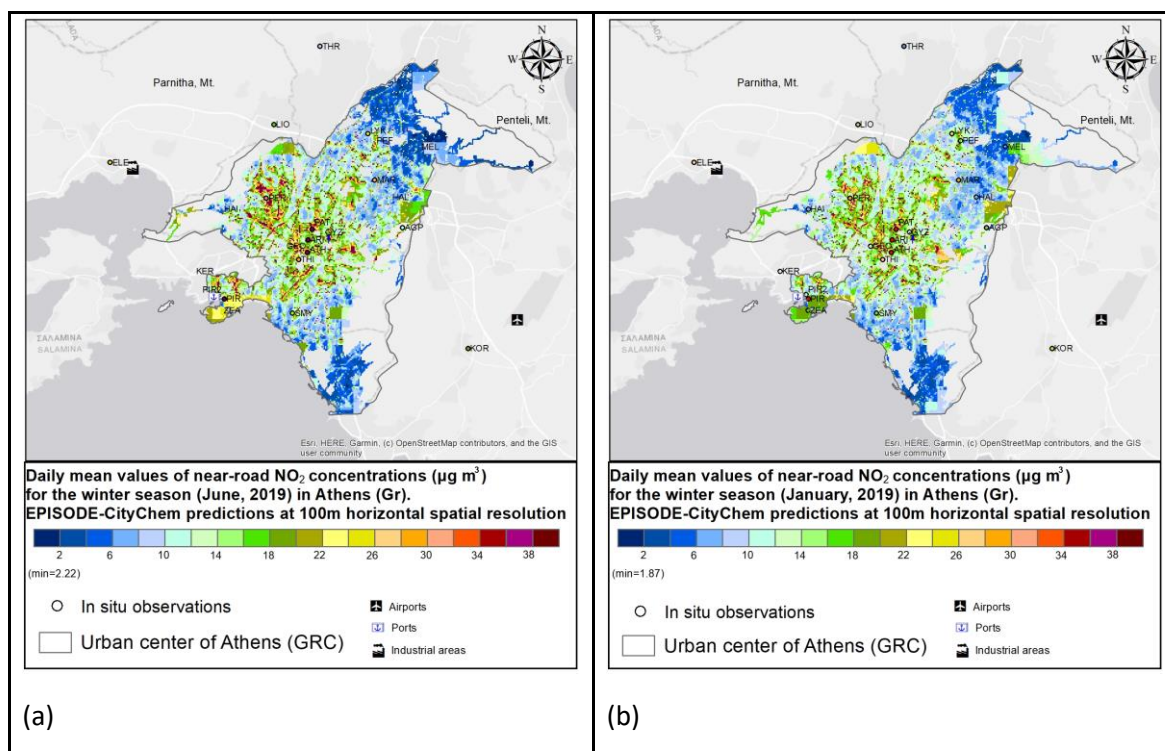 THR
Parnitha, Mt.
N
W E
S
Penteli, Mt.
LIO
LYK
PEF
MEL
ELE
MAR
HAI
PER
HAL
PAT
AGP
ARI
ATH
THI
KER
PIR2
PIR
ZEA
SMY
KOR
ΣΑΛΑΜΙΝΑ
SALAMINA
Esri, HERE, Garmin, (c) OpenStreetMap contributors, and the GIS
user community
Daily mean values of near-road NO₂ concentrations (µg m³)
for the winter season (June, 2019) in Athens (Gr).
EPISODE-CityChem predictions at 100m horizontal spatial resolution
2 6 10 14 18 22 26 30 34 38
(min=2.22)
In situ observations
Urban center of Athens (GRC)
Airports
Ports
Industrial areas
(a)
THR
Parnitha, Mt.
N
W E
S
Penteli, Mt.
LIO
LYK
PEF
MEL
ELE
MAR
HAI
PER
HAL
PAT
AGP
ARI
ATH
THI
KER
PIR2
PIR
ZEA
SMY
KOR
ΣΑΛΑΜΙΝΑ
SALAMINA
Esri, HERE, Garmin, (c) OpenStreetMap contributors, and the GIS
user community
Daily mean values of near-road NO₂ concentrations (µg m³)
for the winter season (January, 2019) in Athens (Gr).
EPISODE-CityChem predictions at 100m horizontal spatial resolution
2 6 10 14 18 22 26 30 34 38
(min=1.87)
In situ observations
Urban center of Athens (GRC)
Airports
Ports
Industrial areas
(b)